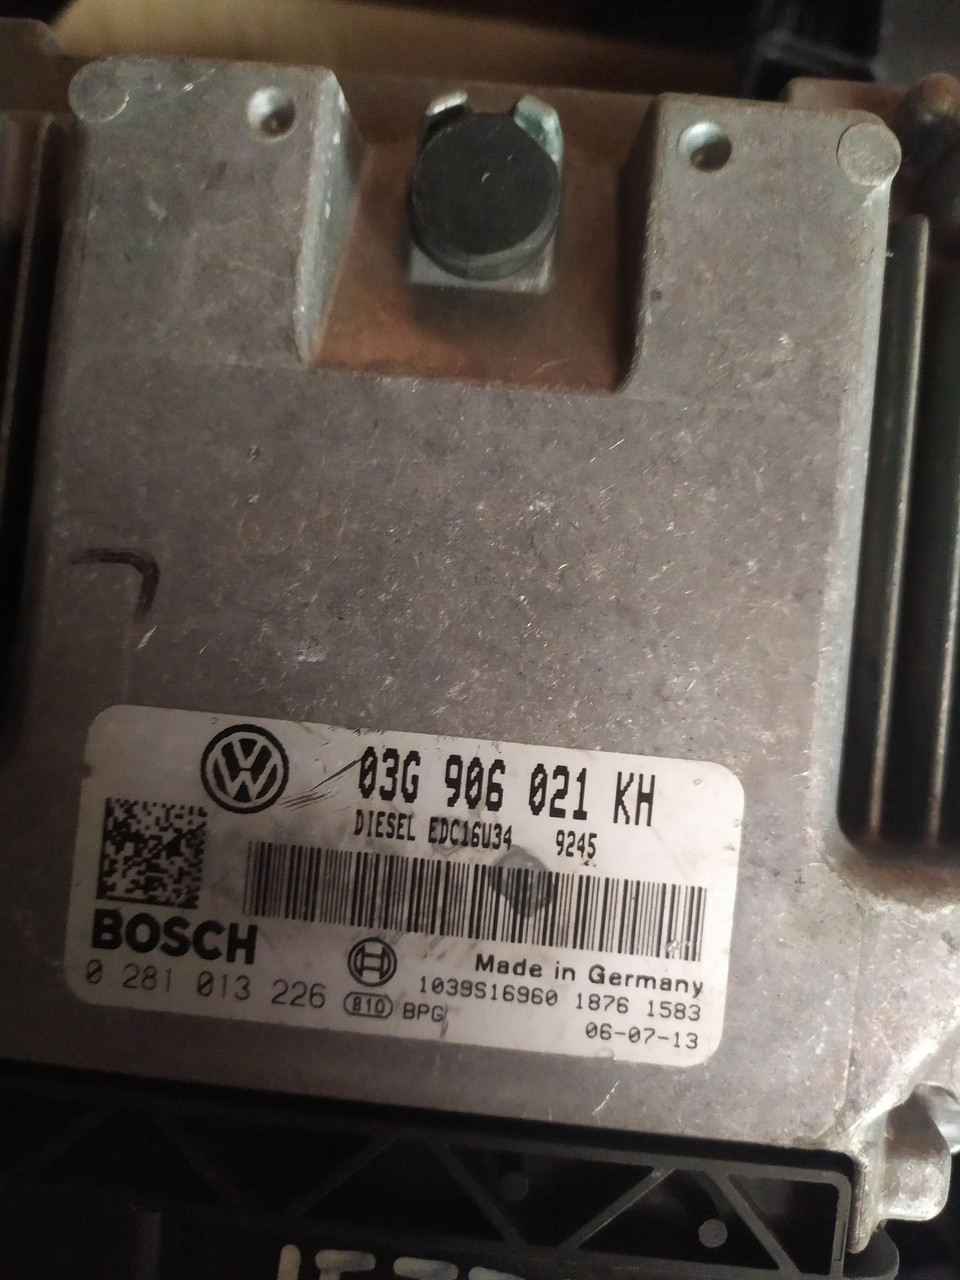 03G 906 021 KH
DIESEL EDC16U34 9245
BOSCH
Made in Germany
0 281 013 226
1039S16960 1876 1583
810 BPG
06-07-13